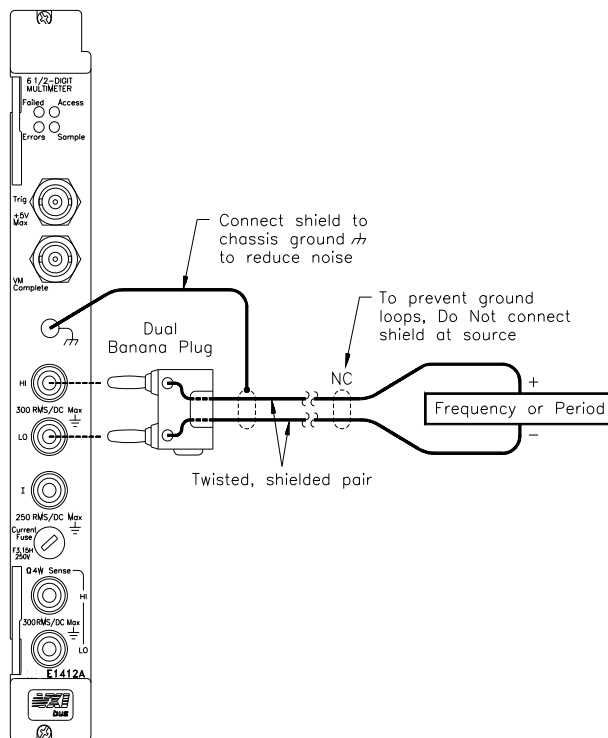 6 1/2-DIGIT
MULTIMETER
Failed Access
Errors Sample
Trig
+5V
Max
VM
Complete
HI
300 RMS/DC Max
LO
I
250 RMS/DC Max
Current
Fuse
F3.15H
250V
Ω 4W Sense
HI
300RMS/DC Max
LO
E1412A
VXI
bus
Connect shield to
chassis ground
to reduce noise
Dual
Banana Plug
To prevent ground
loops, Do Not connect
shield at source
NC
+
Frequency or Period
−
Twisted, shielded pair